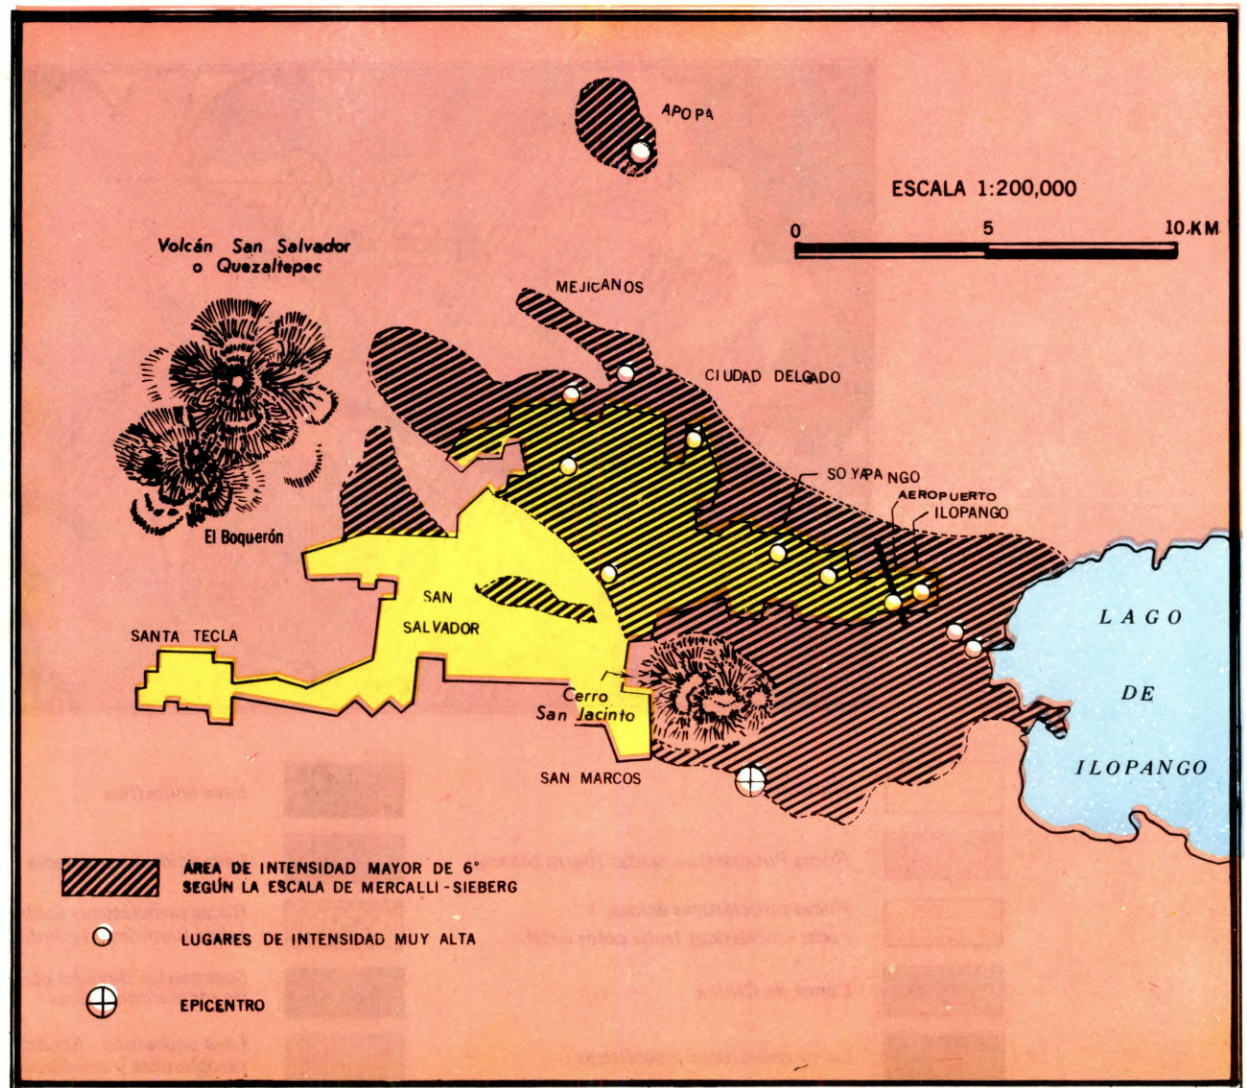 APOPA
ESCALA 1:200,000
0 5 10 KM
Volcán San Salvador
o Quezaltepec
MEJICANOS
CIUDAD DELGADO
SOYAPANGO
AEROPUERTO
ILOPANGO
El Boquerón
SAN
SALVADOR
SANTA TECLA
LAGO
DE
ILOPANGO
Cerro
San Jacinto
SAN MARCOS
ÁREA DE INTENSIDAD MAYOR DE 6°
SEGÚN LA ESCALA DE MERCALLI-SIEBERG
LUGARES DE INTENSIDAD MUY ALTA
EPICENTRO